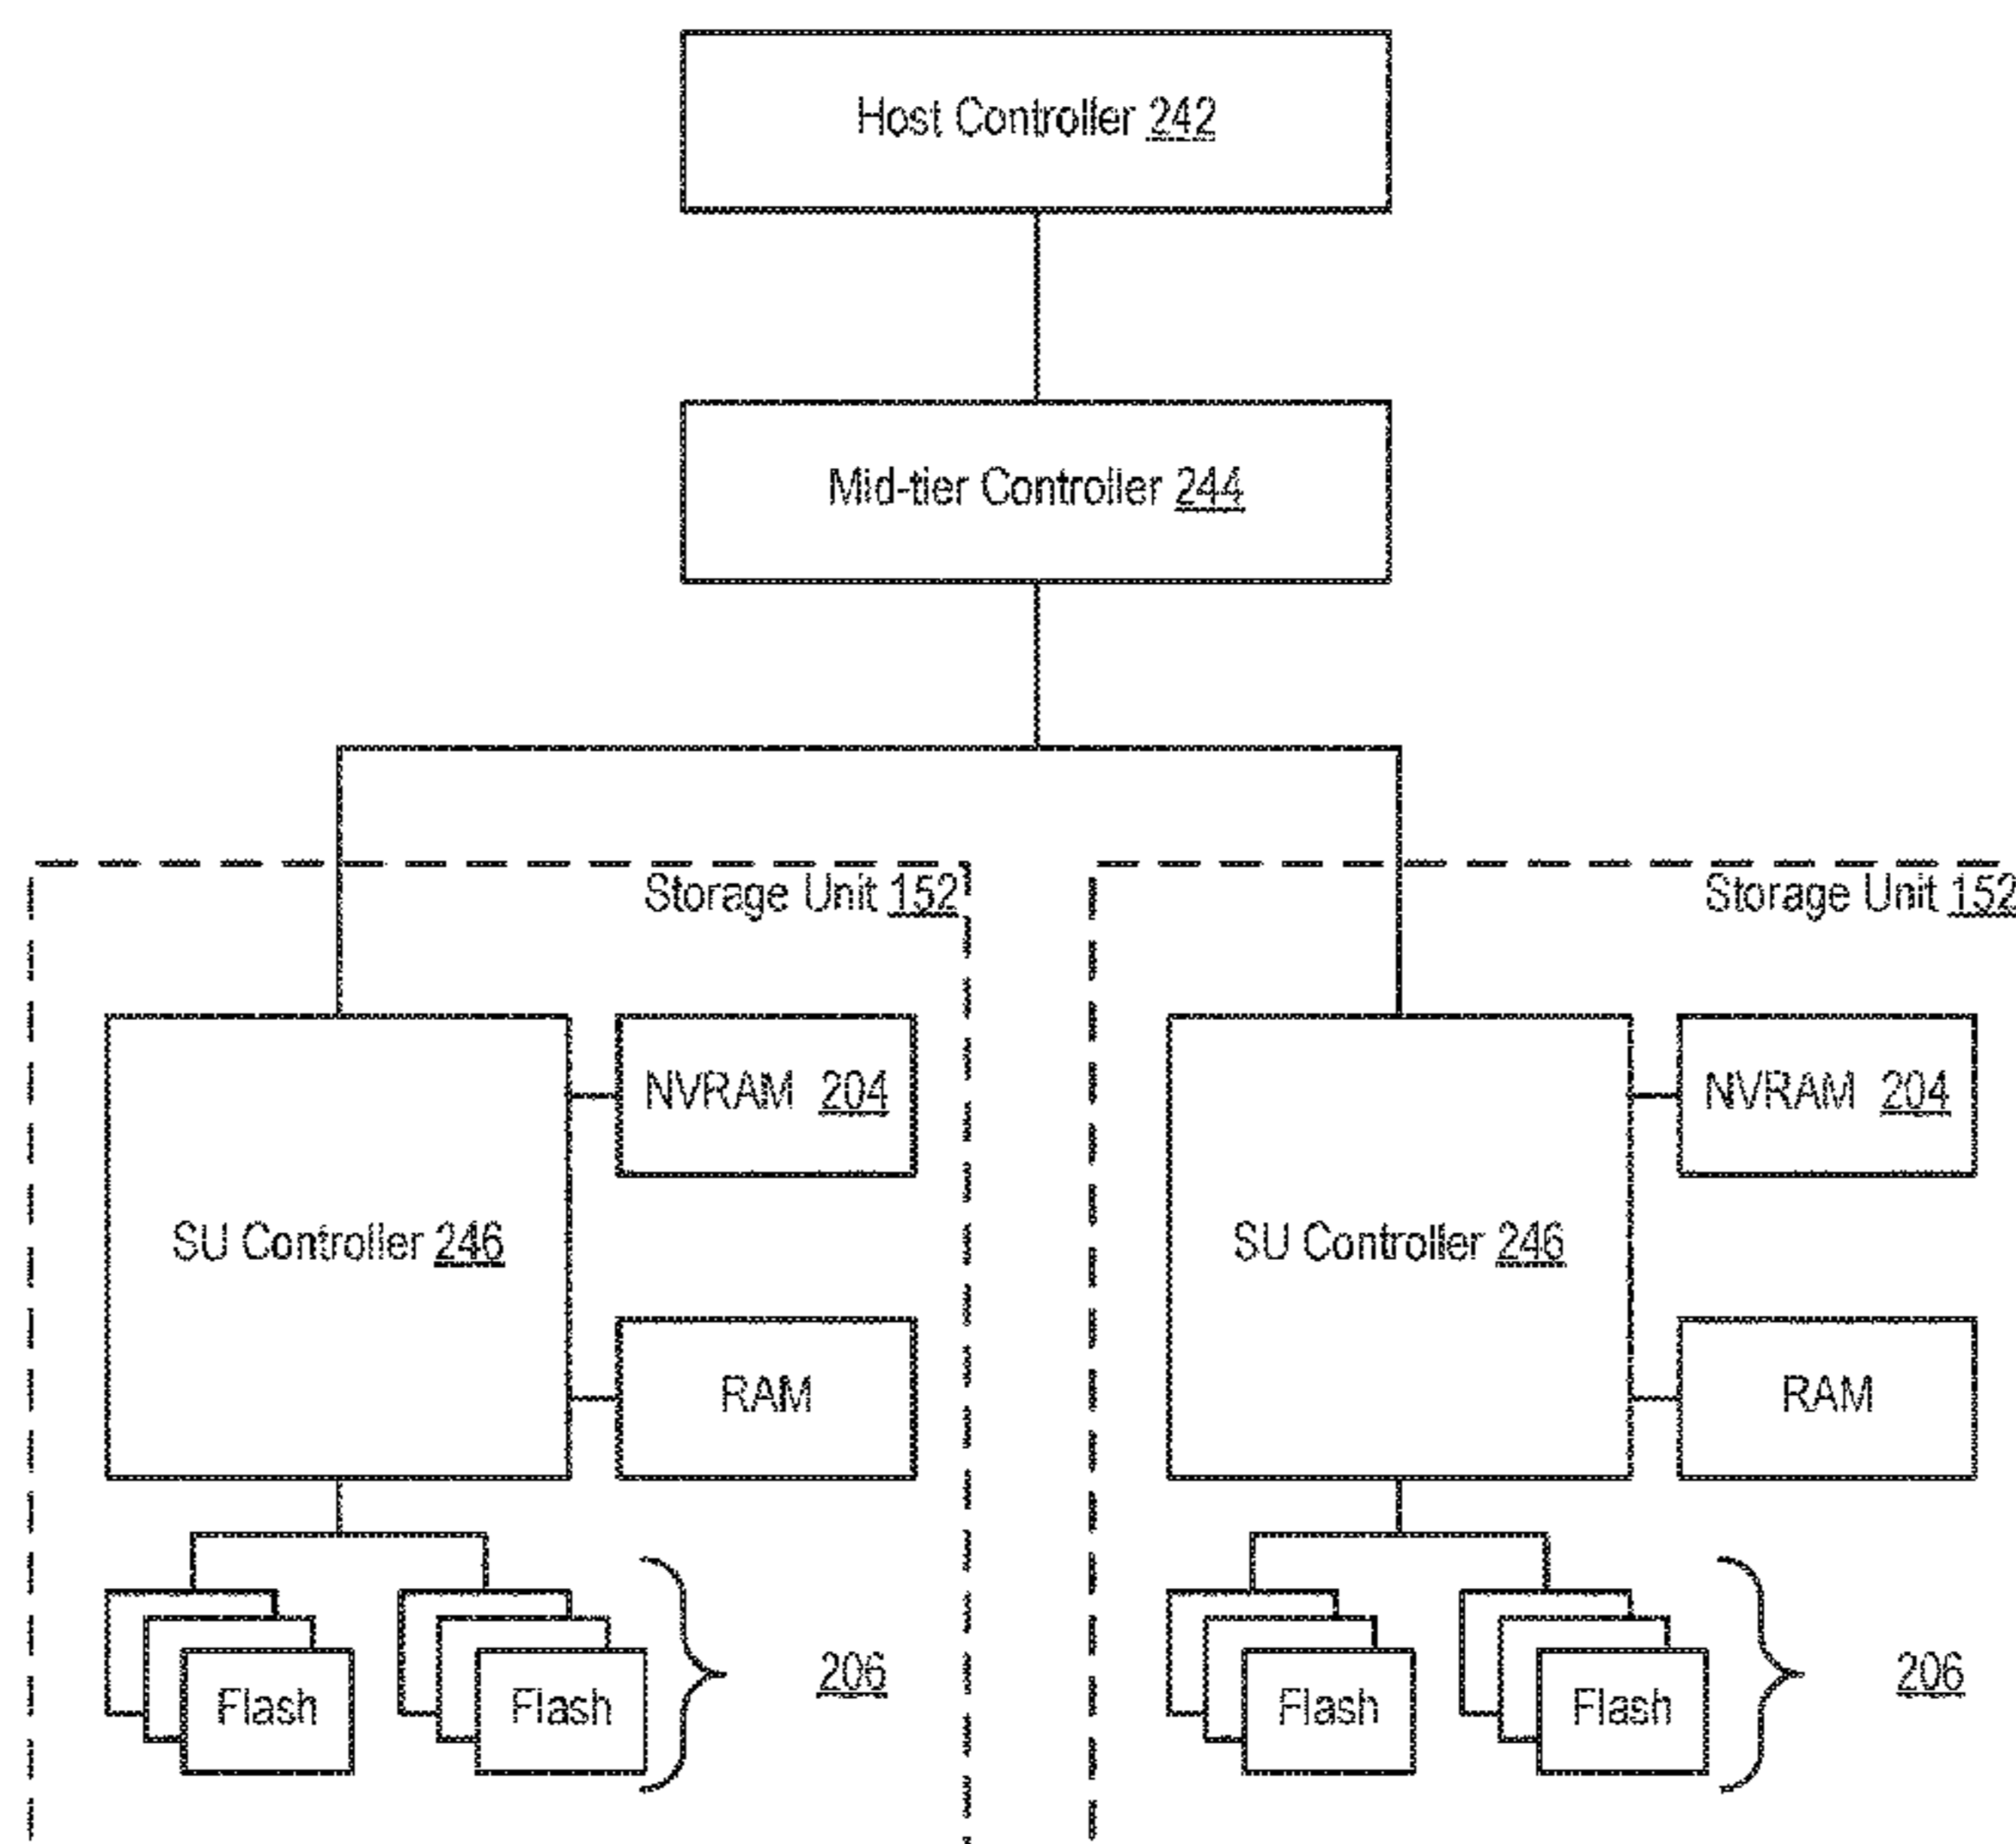 Host Controller 242
Mid-tier Controller 244
Storage Unit 152
Storage Unit 152
NVRAM 204
NVRAM 204
SU Controller 246
SU Controller 246
RAM
RAM
206
206
Flash
Flash
Flash
Flash